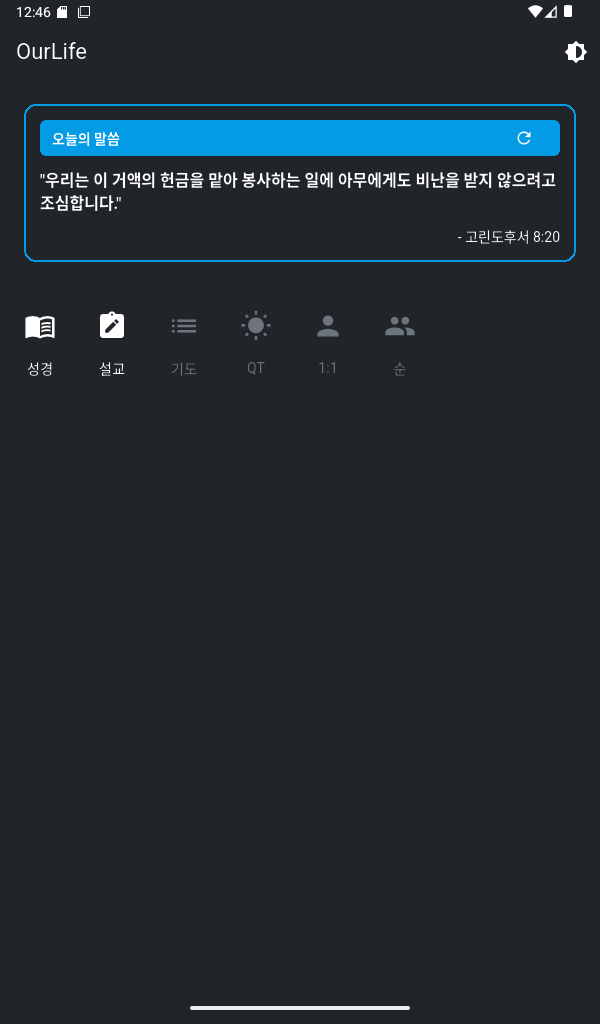 12:46
OurLife
오늘의 말씀
"우리는 이 거액의 헌금을 맡아 봉사하는 일에 아무에게도 비난을 받지 않으려고
조심합니다."
- 고린도후서 8:20
성경 설교 기도 QT 1:1 순